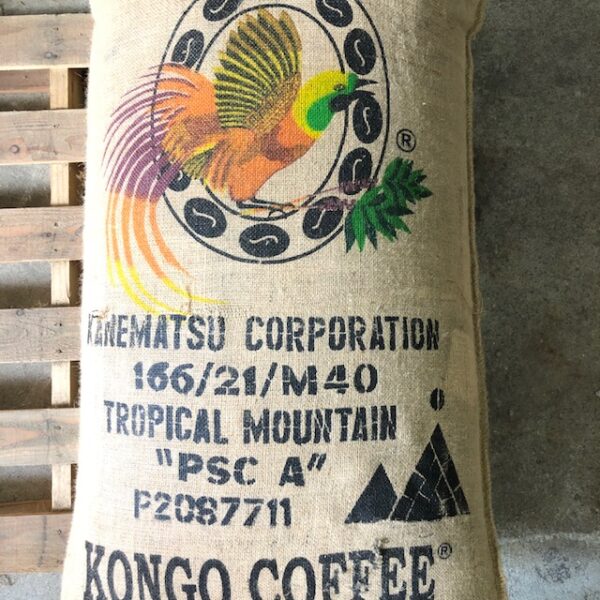 ®
KANEMATSU CORPORATION
166/21/M40
TROPICAL MOUNTAIN
"PSC A"
P2087711
KONGO COFFEE®